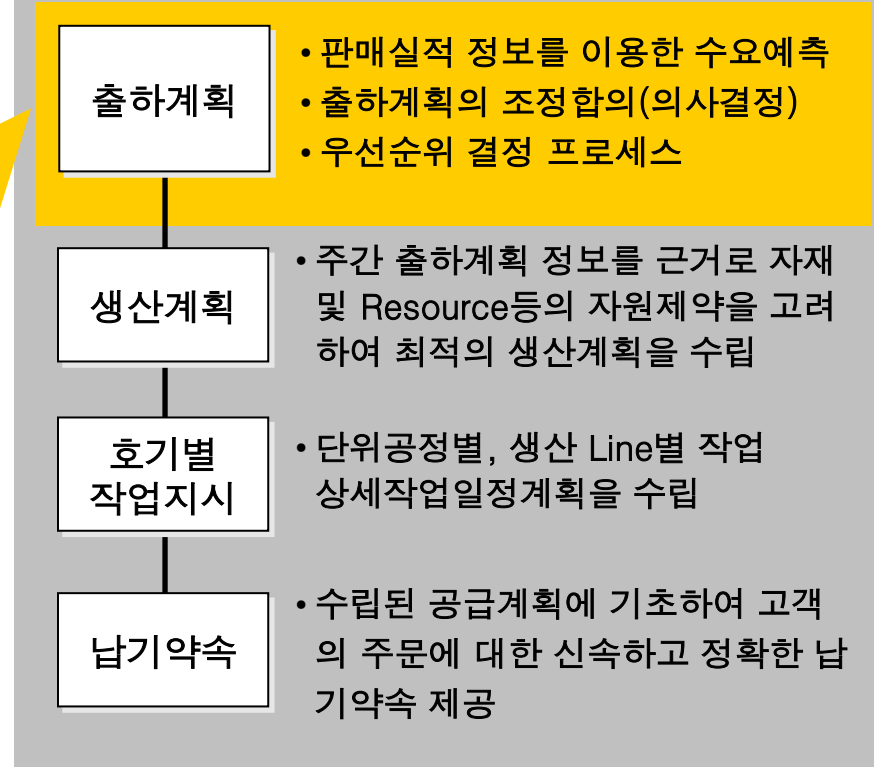 출하계획
• 판매실적 정보를 이용한 수요예측
• 출하계획의 조정합의(의사결정)
• 우선순위 결정 프로세스
생산계획
• 주간 출하계획 정보를 근거로 자재
및 Resource등의 자원제약을 고려
하여 최적의 생산계획을 수립
호기별
작업지시
• 단위공정별, 생산 Line별 작업
상세작업일정계획을 수립
납기약속
• 수립된 공급계획에 기초하여 고객
의 주문에 대한 신속하고 정확한 납
기약속 제공